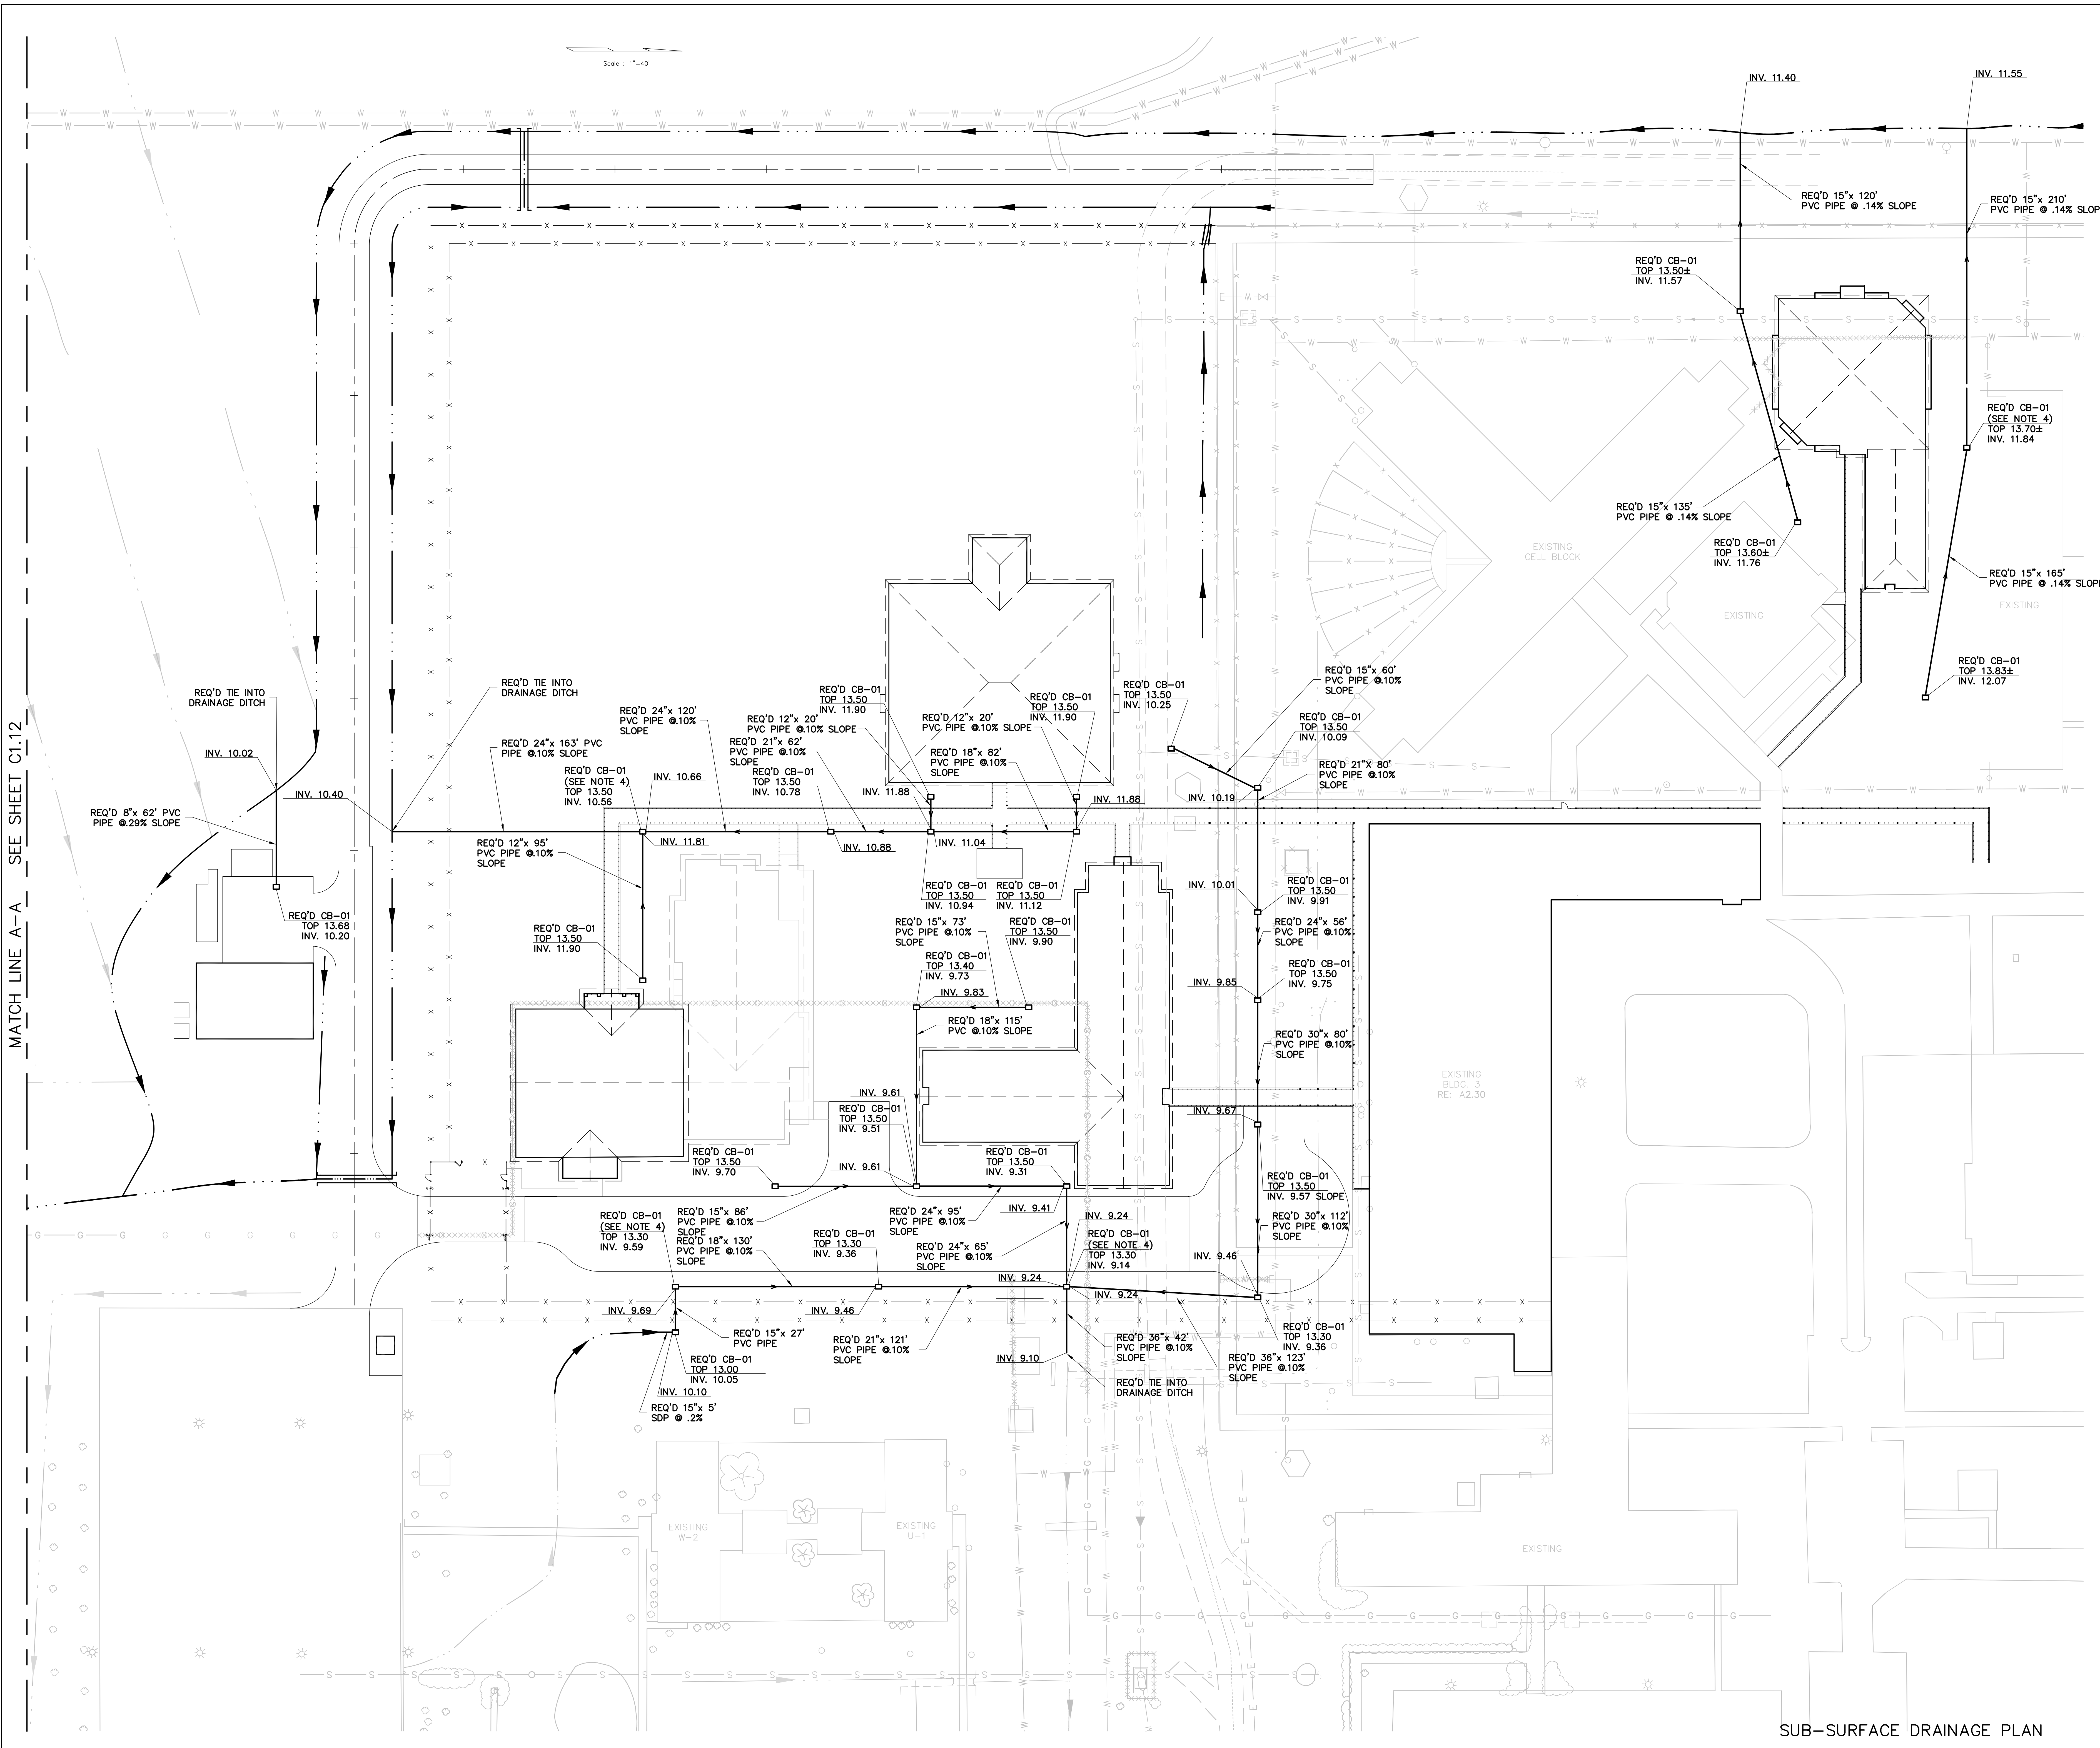 Scale : 1"=40'
INV. 11.40
INV. 11.55
REQ'D 15"x 120'
PVC PIPE @ .14% SLOPE
REQ'D 15"x 210'
PVC PIPE @ .14% SLOP
REQ'D CB-01
TOP 13.50±
INV. 11.57
REQ'D CB-01
(SEE NOTE 4)
TOP 13.70±
INV. 11.84
REQ'D 15"x 135'
PVC PIPE @ .14% SLOPE
EXISTING
CELL BLOCK
REQ'D CB-01
TOP 13.60±
INV. 11.76
REQ'D 15"x 165'
PVC PIPE @ .14% SLOPE
EXISTING
EXISTING
REQ'D CB-01
TOP 13.83±
INV. 12.07
MATCH LINE A-A SEE SHEET C1.12
REQ'D TIE INTO
DRAINAGE DITCH
REQ'D TIE INTO
DRAINAGE DITCH
INV. 10.02
REQ'D 8"x 62' PVC
PIPE @.29% SLOPE
INV. 10.40
REQ'D CB-01
TOP 13.68
INV. 10.20
REQ'D 24"x 163' PVC
PIPE @.10% SLOPE
REQ'D CB-01
(SEE NOTE 4)
TOP 13.50
INV. 10.56
INV. 10.66
REQ'D 24"x 120'
PVC PIPE @.10%
SLOPE
REQ'D 12"x 20'
PVC PIPE @.10% SLOPE
REQ'D 21"x 62'
PVC PIPE @.10%
SLOPE
REQ'D CB-01
TOP 13.50
INV. 10.78
REQ'D CB-01
TOP 13.50
INV. 11.90
REQ'D 12"x 20'
PVC PIPE @.10% SLOPE
REQ'D 18"x 82'
PVC PIPE @.10%
SLOPE
REQ'D CB-01
TOP 13.50
INV. 11.90
REQ'D CB-01
TOP 13.50
INV. 10.25
REQ'D 15"x 60'
PVC PIPE @.10%
SLOPE
REQ'D CB-01
TOP 13.50
INV. 10.09
REQ'D 21"x 80'
PVC PIPE @.10%
SLOPE
INV. 11.88
INV. 11.88
INV. 10.19
INV. 11.81
INV. 10.88
INV. 11.04
REQ'D 12"x 95'
PVC PIPE @.10%
SLOPE
REQ'D CB-01
TOP 13.50
INV. 10.94
REQ'D CB-01
TOP 13.50
INV. 11.12
INV. 10.01
REQ'D CB-01
TOP 13.50
INV. 9.91
REQ'D CB-01
TOP 13.50
INV. 11.90
REQ'D 15"x 73'
PVC PIPE @.10%
SLOPE
REQ'D CB-01
TOP 13.50
INV. 9.90
REQ'D 24"x 56'
PVC PIPE @.10%
SLOPE
REQ'D CB-01
TOP 13.40
INV. 9.73
REQ'D CB-01
TOP 13.50
INV. 9.75
INV. 9.85
INV. 9.83
REQ'D 18"x 115'
PVC @.10% SLOPE
REQ'D 30"x 80'
PVC PIPE @.10%
SLOPE
EXISTING
BLDG. 3
RE: A2.30
INV. 9.61
REQ'D CB-01
TOP 13.50
INV. 9.51
INV. 9.67
REQ'D CB-01
TOP 13.50
INV. 9.70
INV. 9.61
REQ'D CB-01
TOP 13.50
INV. 9.31
REQ'D CB-01
TOP 13.50
INV. 9.57 SLOPE
REQ'D 15"x 86'
PVC PIPE @.10%
SLOPE
REQ'D CB-01
(SEE NOTE 4)
TOP 13.30
INV. 9.59
REQ'D 18"x 130'
PVC PIPE @.10%
SLOPE
REQ'D CB-01
TOP 13.30
INV. 9.36
REQ'D 24"x 95'
PVC PIPE @.10%
SLOPE
INV. 9.41
REQ'D 24"x 65'
PVC PIPE @.10%
SLOPE
INV. 9.24
REQ'D CB-01
(SEE NOTE 4)
TOP 13.30
INV. 9.14
REQ'D 30"x 112'
PVC PIPE @.10%
SLOPE
INV. 9.46
INV. 9.24
INV. 9.24
INV. 9.69
INV. 9.46
REQ'D 15"x 27'
PVC PIPE
REQ'D 21"x 121'
PVC PIPE @.10%
SLOPE
REQ'D 36"x 42'
PVC PIPE @.10%
SLOPE
REQ'D CB-01
TOP 13.30
INV. 9.36
REQ'D CB-01
TOP 13.00
INV. 10.05
INV. 9.10
REQ'D 36"x 123'
PVC PIPE @.10%
SLOPE
INV. 10.10
REQ'D TIE INTO
DRAINAGE DITCH
REQ'D 15"x 5'
SDP @ .2%
EXISTING
W-2
EXISTING
U-1
EXISTING
SUB-SURFACE DRAINAGE PLAN